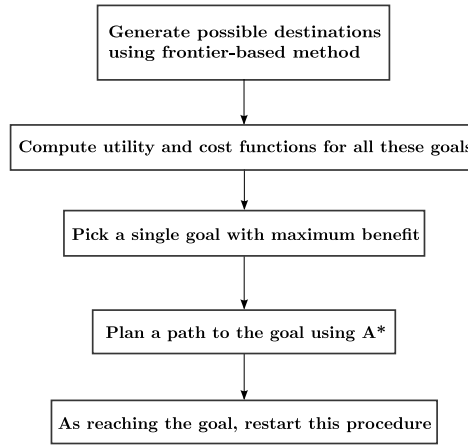 Generate possible destinations
using frontier-based method
Compute utility and cost functions for all these goals
Pick a single goal with maximum benefit
Plan a path to the goal using A*
As reaching the goal, restart this procedure